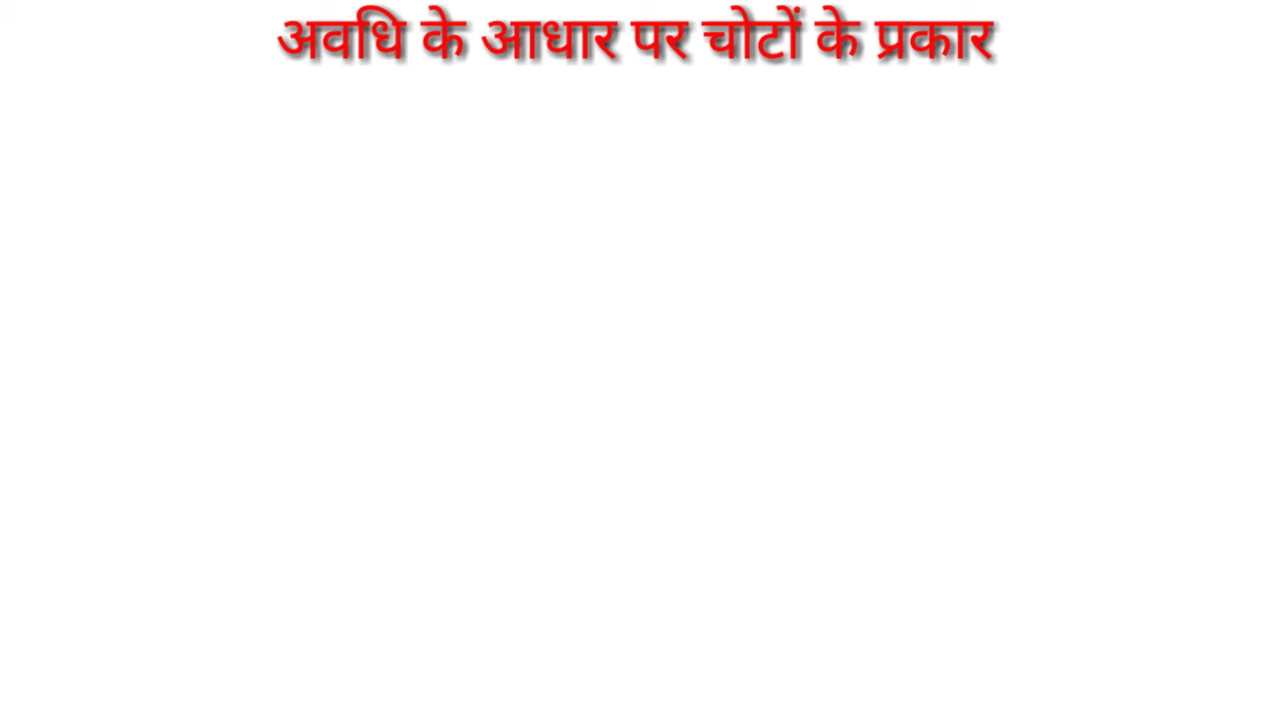 अवधि के आधार पर चोटों के प्रकार